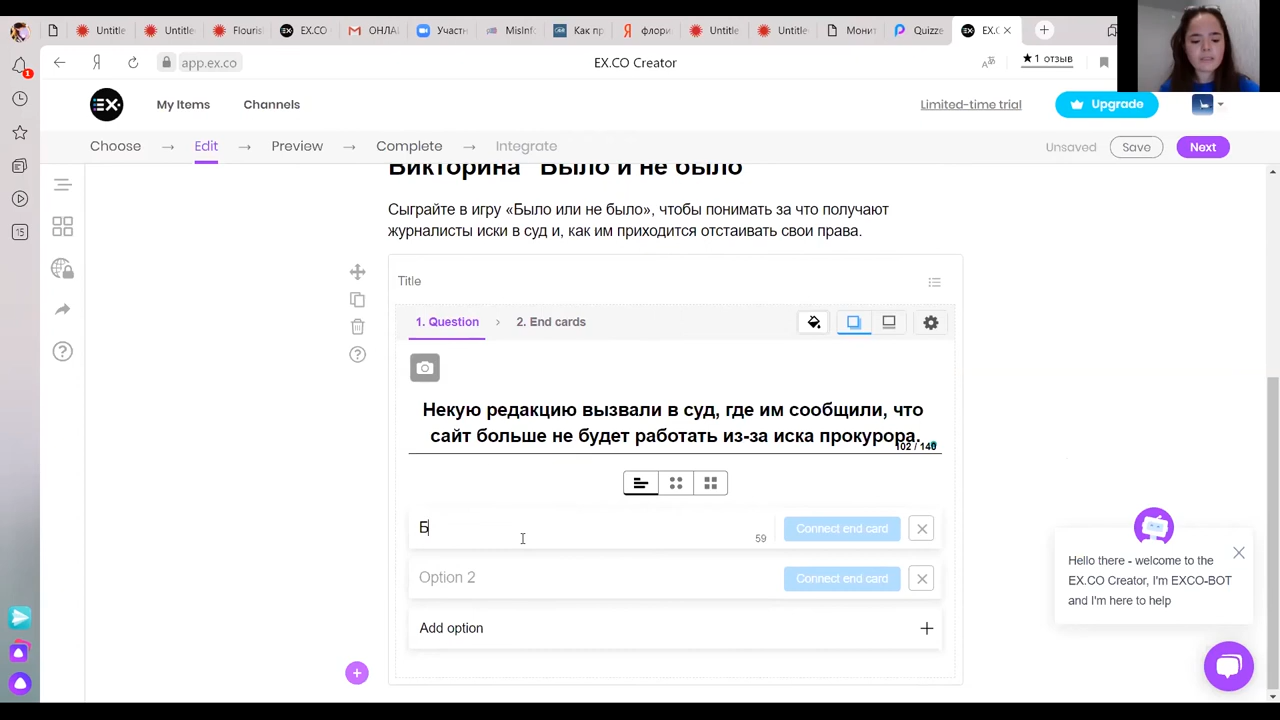 Untitle
Untitle
Flouris
EX.CO
ОНЛАЙ
Участн
MisInf
Как пр
флори
Untitle
Untitle
Монит
Quizze
EX.C
app.ex.co
EX.CO Creator
★1 отзыв
1
15
EX
My Items
Channels
Limited-time trial
Upgrade
Choose → Edit → Preview → Complete → Integrate
Unsaved
Save
Next
Викторина "Было и не было
Сыграйте в игру «Было или не было», чтобы понимать за что получают
журналисты иски в суд и, как им приходится отстаивать свои права.
Title
1. Question
2. End cards
Некую редакцию вызвали в суд, где им сообщили, что
сайт больше не будет работать из-за иска прокурора.
102 / 140
Б
59
Connect end card
Option 2
Connect end card
Add option
Hello there - welcome to the
EX.CO Creator, I'm EXCO-BOT
and I'm here to help